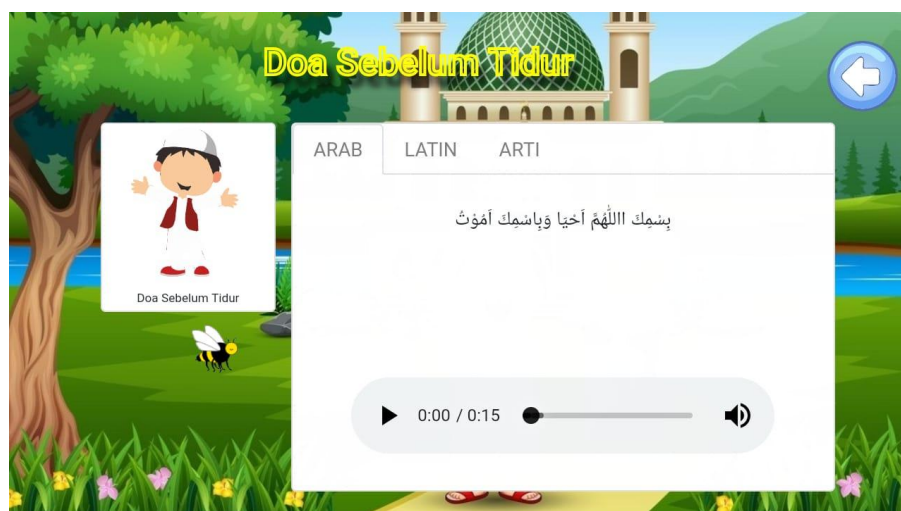 Doa Sebelum Tidur
ARAB LATIN ARTI
بِسْمِكَ االلّٰهُمَّ اَحْيَا وَبِاسْمِكَ اَمُوْتُ
Doa Sebelum Tidur
0:00 / 0:15